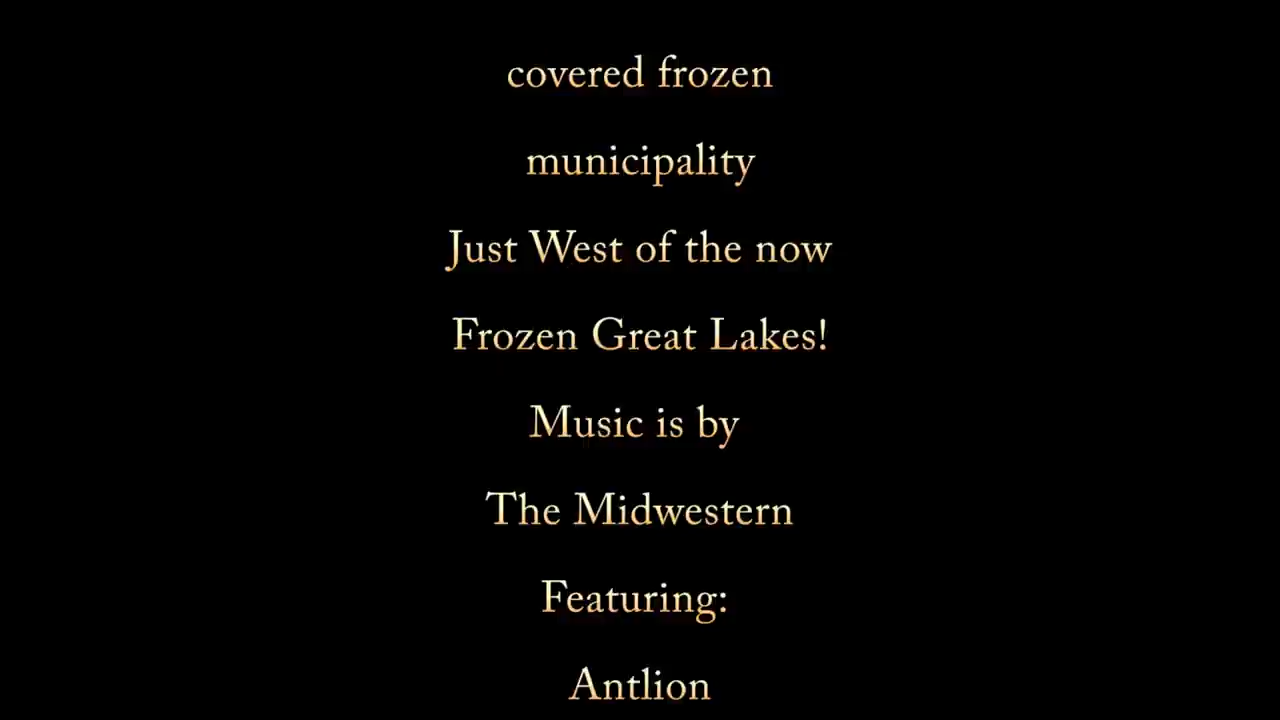 covered frozen
municipality
Just West of the now
Frozen Great Lakes!
Music is by
The Midwestern
Featuring:
Antlion